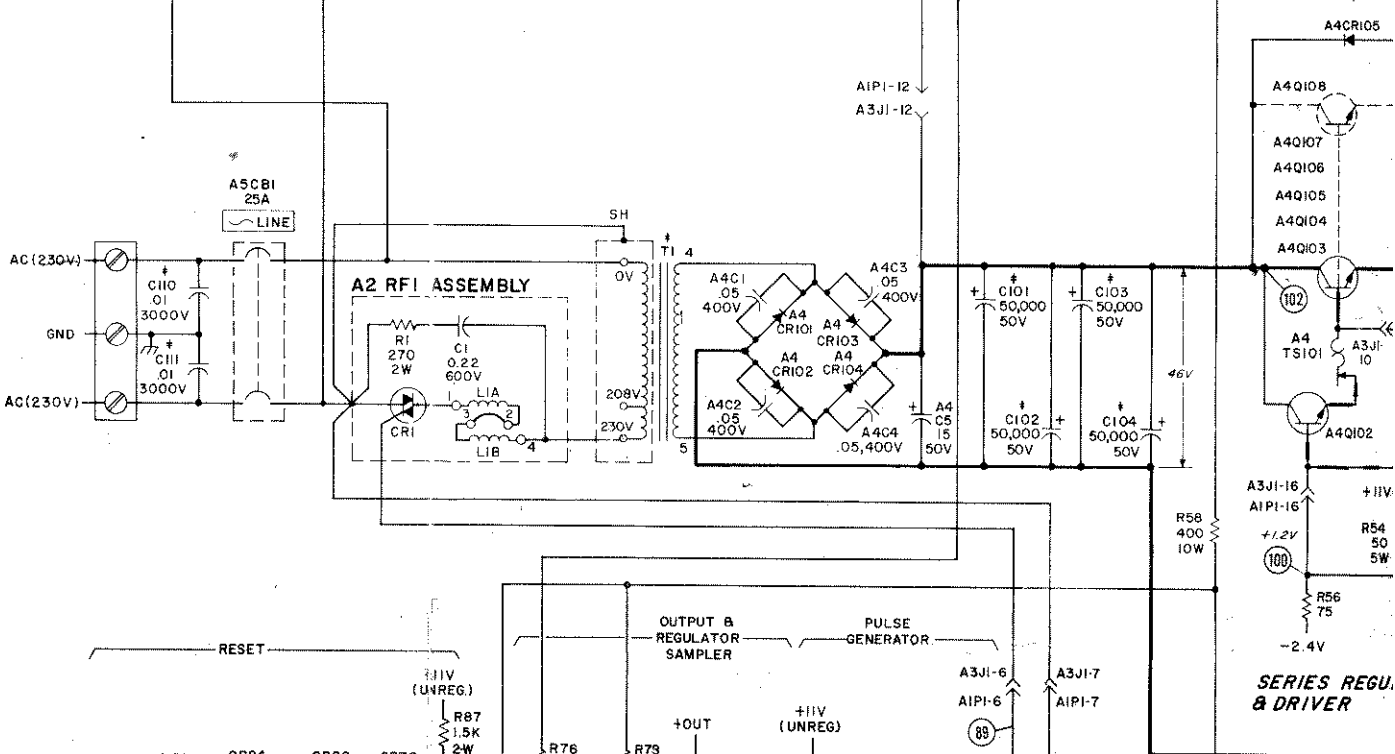 A4CR105
A1P1-12
A3J1-12
A4Q108
A4Q107
A4Q106
A4Q105
A4Q104
A4Q103
A5CB1
25A
LINE
SH
‡
T1
4
AC(230V)
0V
‡
C110
.01
3000V
A2 RFI ASSEMBLY
A4C1
.05
400V
A4C3
.05
400V
A4
CR101
A4
CR103
+
‡
C101
50,000
50V
+
‡
C103
50,000
50V
102
GND
R1
270
2W
C1
0.22
600V
‡
C111
.01
3000V
A4
TS101
A3J1-
10
A4
CR102
A4
CR104
46V
L1A
3
2
208V
AC(230V)
CR1
L1B
4
230V
A4C2
.05
400V
A4C4
.05,400V
5
+
A4
C5
15
50V
‡
C102
50,000
50V
+
‡
C104
50,000
50V
+
A4Q102
A3J1-16
A1P1-16
+11V
R58
400
10W
+1.2V
100
R54
50
5W
R56
75
-2.4V
RESET
OUTPUT &
REGULATOR
SAMPLER
PULSE
GENERATOR
A3J1-6
A3J1-7
A1P1-6
A1P1-7
89
SERIES REGU
& DRIVER
11V
(UNREG.)
R87
1.5K
2W
+OUT
+11V
(UNREG)
R76
R73